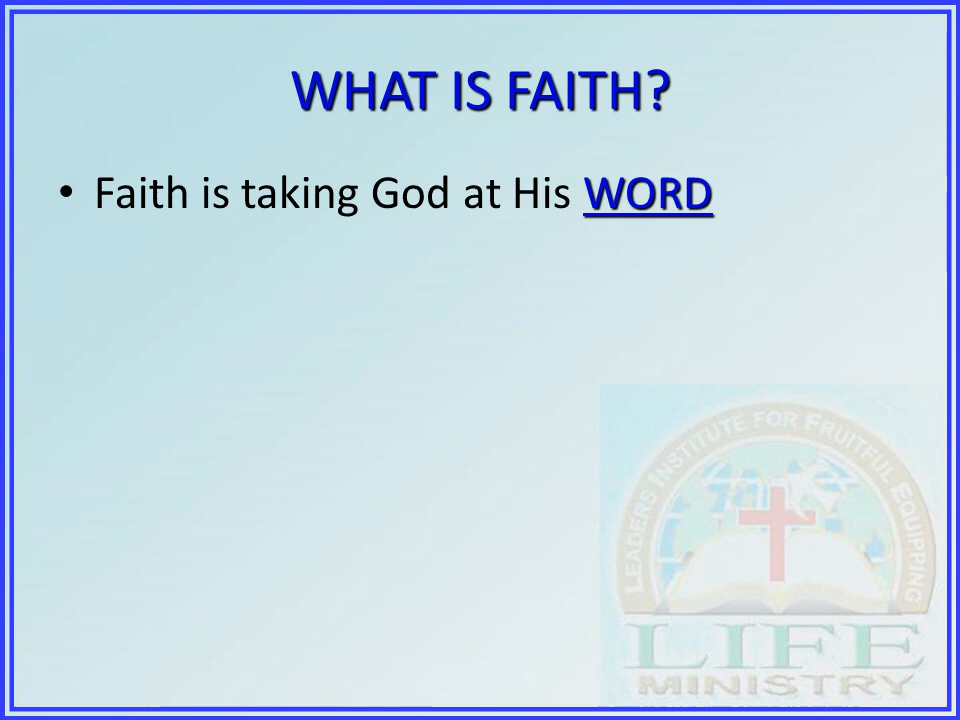 WHAT IS FAITH?
• Faith is taking God at His WORD
LEADERS INSTITUTE FOR FRUITFUL EQUIPPING
LIFE
MINISTRY